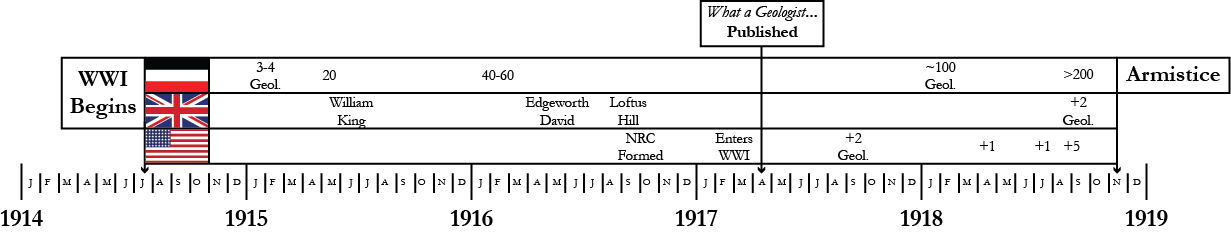 What a Geologist...
Published
WWI
Begins
3-4
Geol.
20
40-60
~100
Geol.
>200
Armistice
William
King
Edgeworth
David
Loftus
Hill
+2
Geol.
NRC
Formed
Enters
WWI
+2
Geol.
+1
+1
+5
J F M A M J J A S O N D J F M A M J J A S O N D J F M A M J J A S O N D J F M A M J J A S O N D J F M A M J J A S O N D
1914 1915 1916 1917 1918 1919